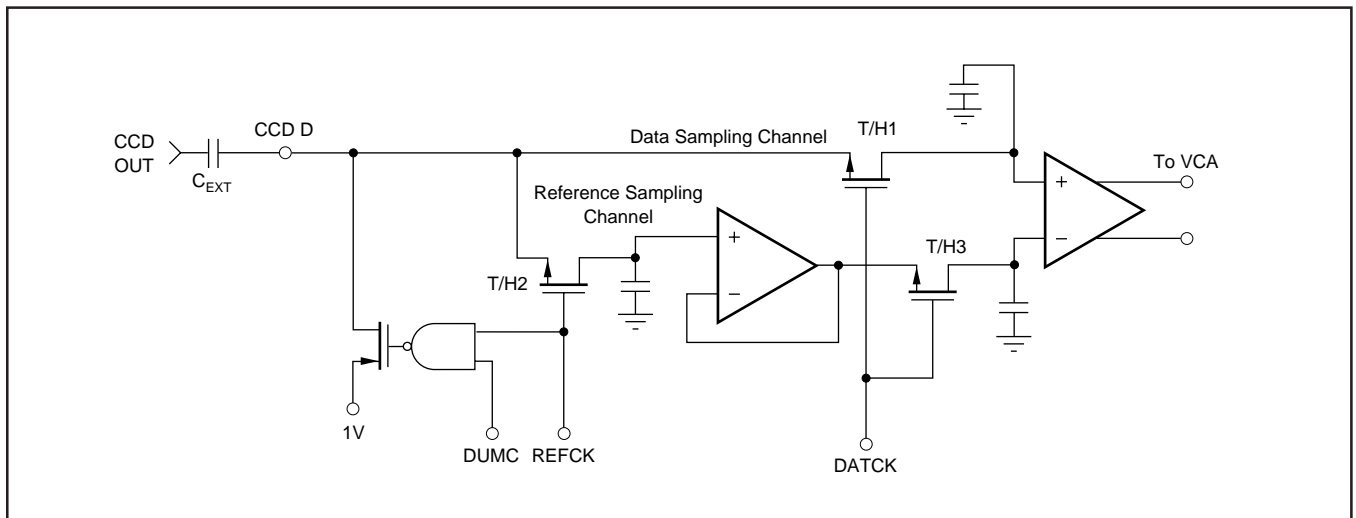 CCD
OUT
C_EXT
CCD D
Data Sampling Channel
T/H1
Reference Sampling
Channel
T/H2
+
–
T/H3
+
–
To VCA
1V
DUMC
REFCK
DATCK